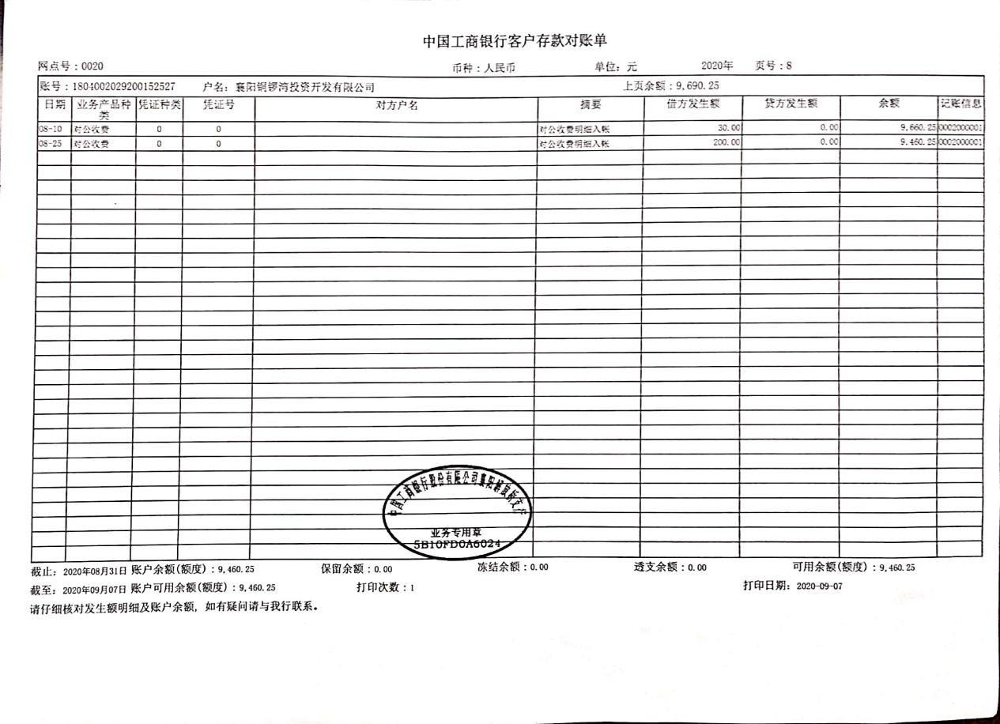 中国工商银行客户存款对账单
网点号：0020 币种：人民币 单位：元 2020年 页号：8
账号：1804002029200152527 户名：襄阳铜锣湾投资开发有限公司 上页余额：9,690.25
日期 业务产品种类 凭证种类 凭证号 对方户名 摘要 借方发生额 贷方发生额 余额 记账信息
08-10 对公收费 0 0 对公收费明细入帐 30.00 0.00 9,660.25 0002000001
08-25 对公收费 0 0 对公收费明细入帐 200.00 0.00 9,460.25 0002000001
中国工商银行股份有限公司襄阳解放桥支行
业务专用章
5B10FD0A6024
截止：2020年08月31日 账户余额(额度)：9,460.25 保留余额：0.00 冻结余额：0.00 透支余额：0.00 可用余额(额度)：9,460.25
截至：2020年09月07日 账户可用余额(额度)：9,460.25 打印次数：1 打印日期：2020-09-07
请仔细核对发生额明细及账户余额，如有疑问请与我行联系。